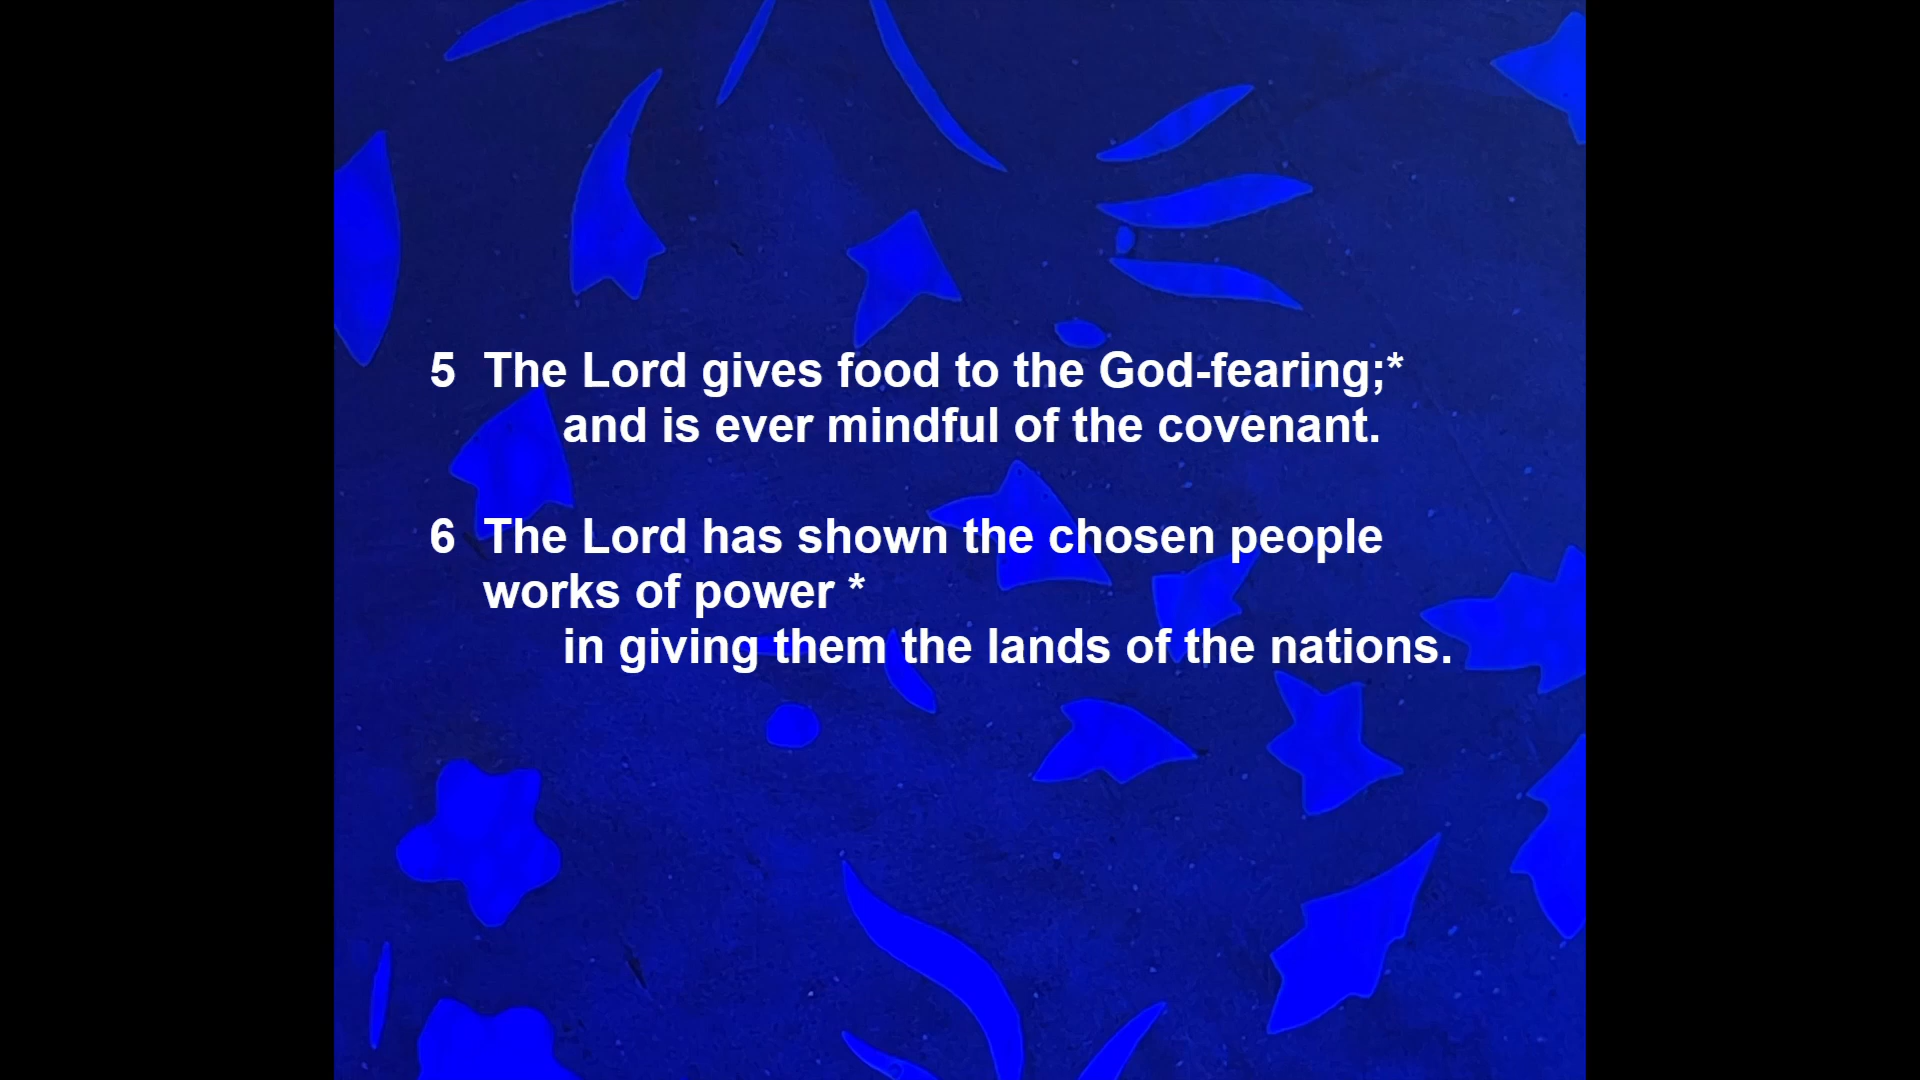 5 The Lord gives food to the God-fearing;*
and is ever mindful of the covenant.
6 The Lord has shown the chosen people
works of power *
in giving them the lands of the nations.